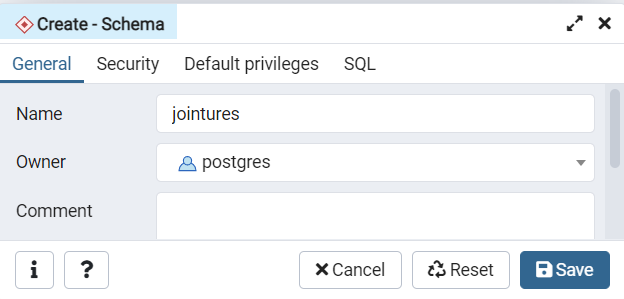 Create - Schema
General Security Default privileges SQL
Name jointures
Owner postgres
Comment
i ? Cancel Reset Save